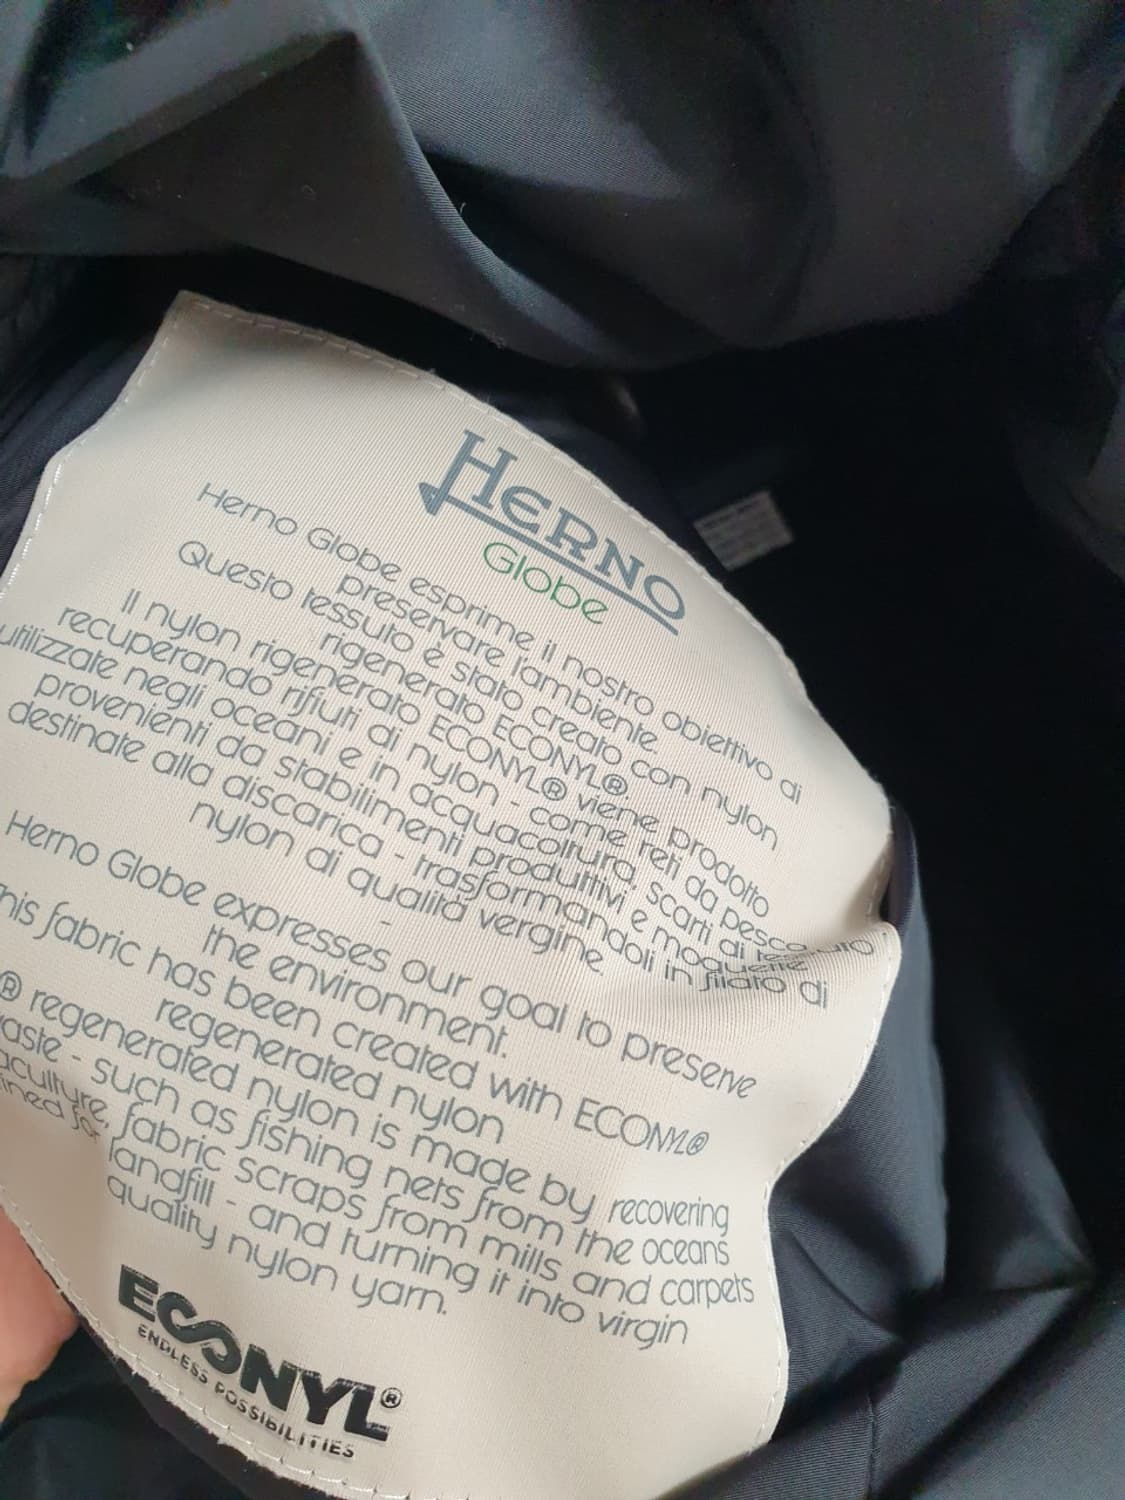 HERNO
Globe
Herno Globe esprime il nostro obiettivo di
preservare l'ambiente.
Questo tessuto è stato creato con nylon
rigenerato ECONYL®.
Il nylon rigenerato ECONYL® viene prodotto
recuperando rifiuti di nylon - come reti da pesca
utilizzate negli oceani e in acquacoltura, scarti di
provenienti da stabilimenti produttivi e moquette
destinate alla discarica - trasformandoli in filato di
nylon di qualità vergine
-
Herno Globe expresses our goal to preserve
the environment.
This fabric has been created with ECONYL®
regenerated nylon
® regenerated nylon is made by recovering
waste - such as fishing nets from the oceans
fabric scraps from mills and carpets
landfill - and turning it into virgin
quality nylon yarn.
ECONYL®
ENDLESS POSSIBILITIES